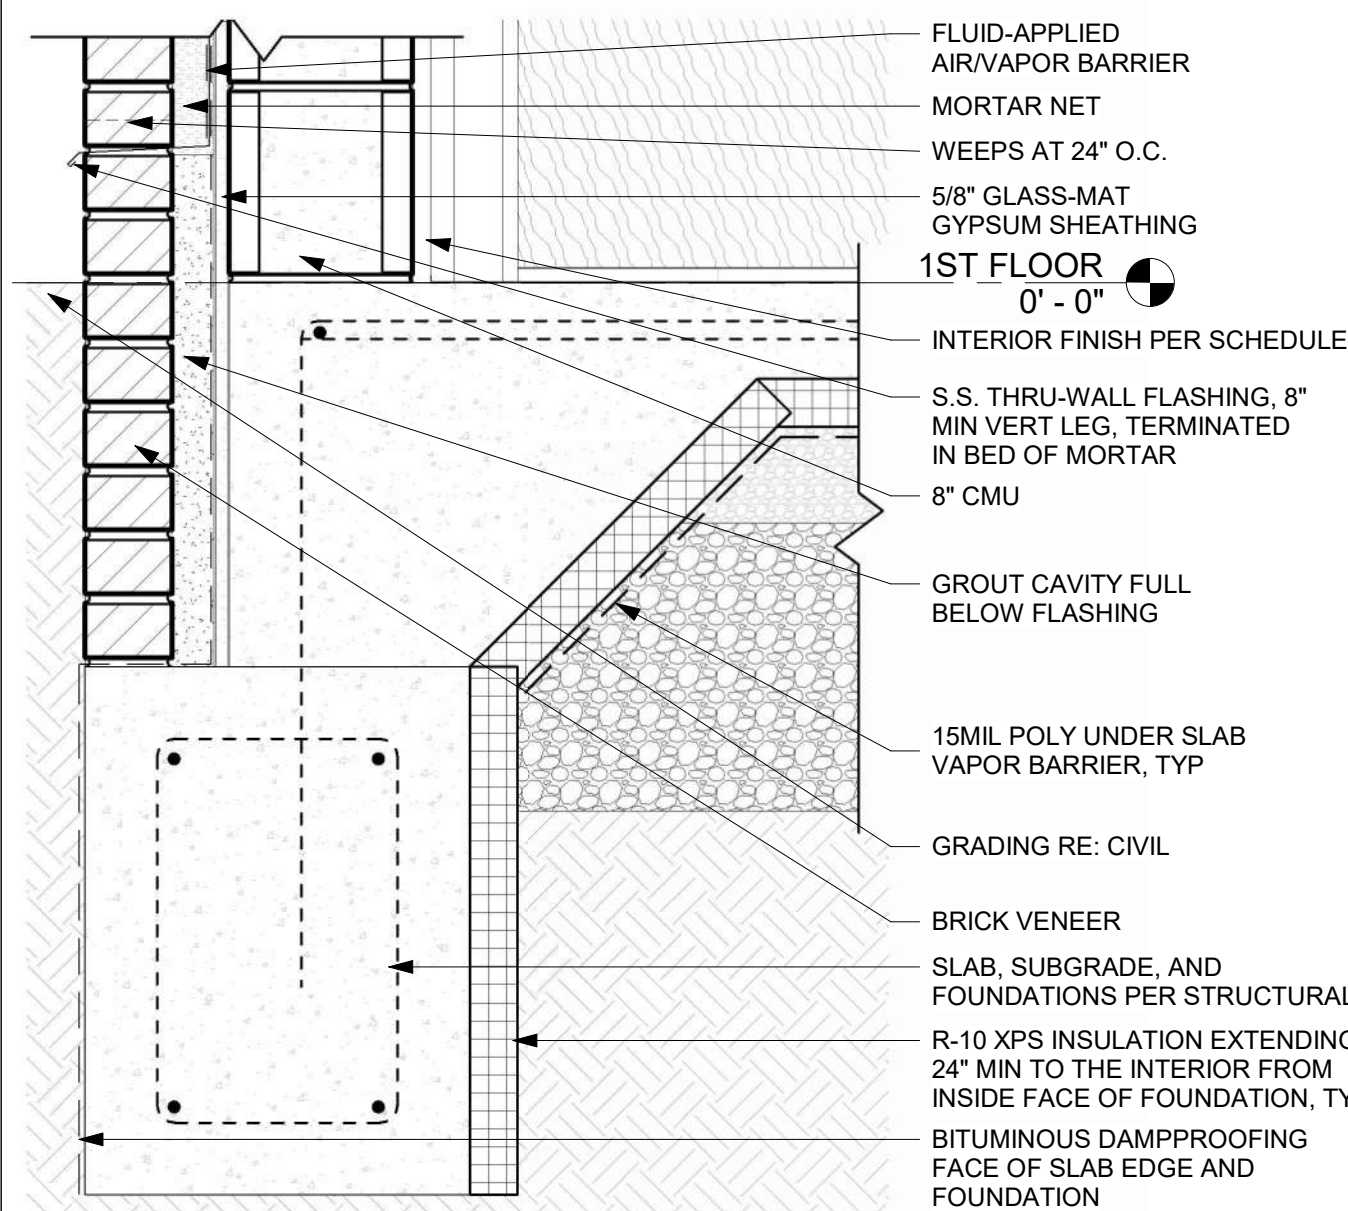 FLUID-APPLIED
AIR/VAPOR BARRIER
MORTAR NET
WEEPS AT 24" O.C.
5/8" GLASS-MAT
GYPSUM SHEATHING
1ST FLOOR
0' - 0"
INTERIOR FINISH PER SCHEDULE
S.S. THRU-WALL FLASHING, 8"
MIN VERT LEG, TERMINATED
IN BED OF MORTAR
8" CMU
GROUT CAVITY FULL
BELOW FLASHING
15MIL POLY UNDER SLAB
VAPOR BARRIER, TYP
GRADING RE: CIVIL
BRICK VENEER
SLAB, SUBGRADE, AND
FOUNDATIONS PER STRUCTURAL
R-10 XPS INSULATION EXTENDING
24" MIN TO THE INTERIOR FROM
INSIDE FACE OF FOUNDATION, TY
BITUMINOUS DAMPPROOFING
FACE OF SLAB EDGE AND
FOUNDATION